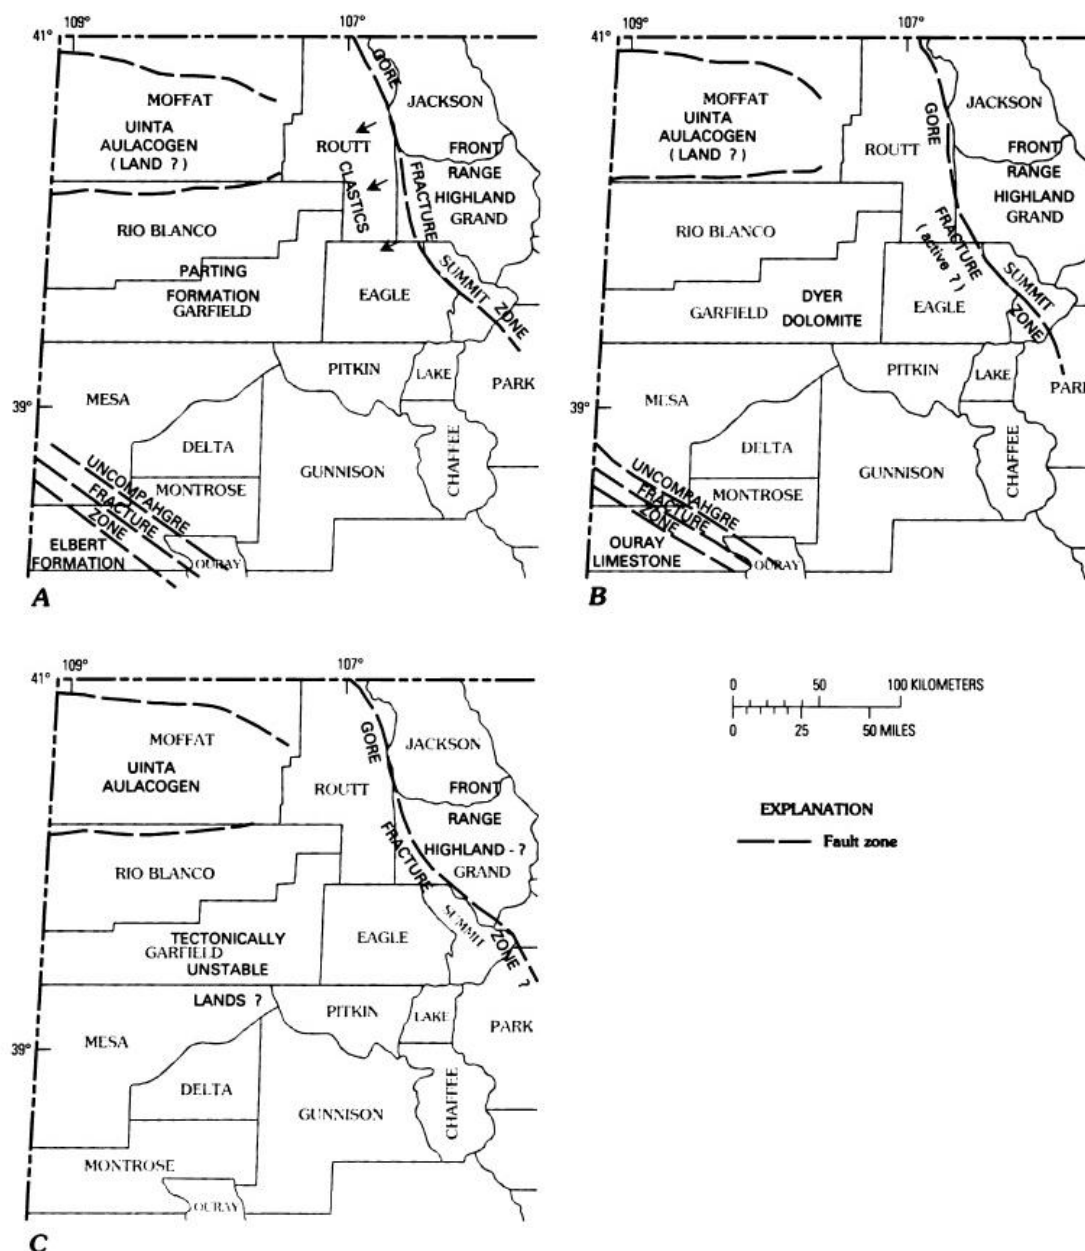 109°
107°
41°
GORE
MOFFAT
JACKSON
UINTA
AULACOGEN
( LAND ? )
ROUTT
FRONT
RANGE
HIGHLAND
GRAND
CLASTICS
FRACTURE
RIO BLANCO
PARTING
FORMATION
GARFIELD
EAGLE
SUMMIT
ZONE
PITKIN
LAKE
PARK
MESA
39°
DELTA
GUNNISON
CHAFFEE
MONTROSE
UNCOMPAHGRE
FRACTURE
ZONE
ELBERT
FORMATION
OURAY
A
109°
107°
41°
GORE
MOFFAT
JACKSON
UINTA
AULACOGEN
( LAND ? )
ROUTT
FRONT
RANGE
HIGHLAND
GRAND
RIO BLANCO
FRACTURE
( active ? )
SUMMIT
ZONE
GARFIELD
DYER
DOLOMITE
EAGLE
PITKIN
LAKE
PARK
MESA
39°
DELTA
GUNNISON
CHAFFEE
MONTROSE
UNCOMPAHGRE
FRACTURE
ZONE
OURAY
LIMESTONE
OURAY
B
109°
107°
41°
GORE
MOFFAT
JACKSON
UINTA
AULACOGEN
ROUTT
FRONT
RANGE
HIGHLAND - ?
GRAND
FRACTURE
RIO BLANCO
TECTONICALLY
GARFIELD
UNSTABLE
LANDS ?
EAGLE
SUMMIT
ZONE ?
PITKIN
LAKE
PARK
MESA
39°
DELTA
GUNNISON
CHAFFEE
MONTROSE
OURAY
C
0 50 100 KILOMETERS
0 25 50 MILES
EXPLANATION
Fault zone